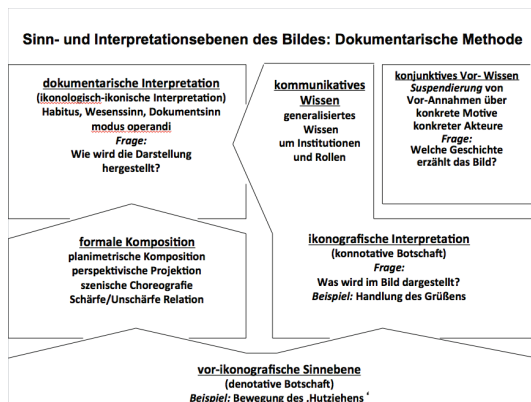 Sinn- und Interpretationsebenen des Bildes: Dokumentarische Methode
dokumentarische Interpretation
(ikonologisch-ikonische Interpretation)
Habitus, Wesenssinn, Dokumentsinn
modus operandi
Frage:
Wie wird die Darstellung
hergestellt?
kommunikatives
Wissen
generalisiertes
Wissen
um Institutionen
und Rollen
konjunktives Vor- Wissen
Suspendierung von
Vor-Annahmen über
konkrete Motive
konkreter Akteure
Frage:
Welche Geschichte
erzählt das Bild?
formale Komposition
planimetrische Komposition
perspektivische Projektion
szenische Choreografie
Schärfe/Unschärfe Relation
ikonografische Interpretation
(konnotative Botschaft)
Frage:
Was wird im Bild dargestellt?
Beispiel: Handlung des Grüßens
vor-ikonografische Sinnebene
(denotative Botschaft)
Beispiel: Bewegung des ‚Hutziehens ‘